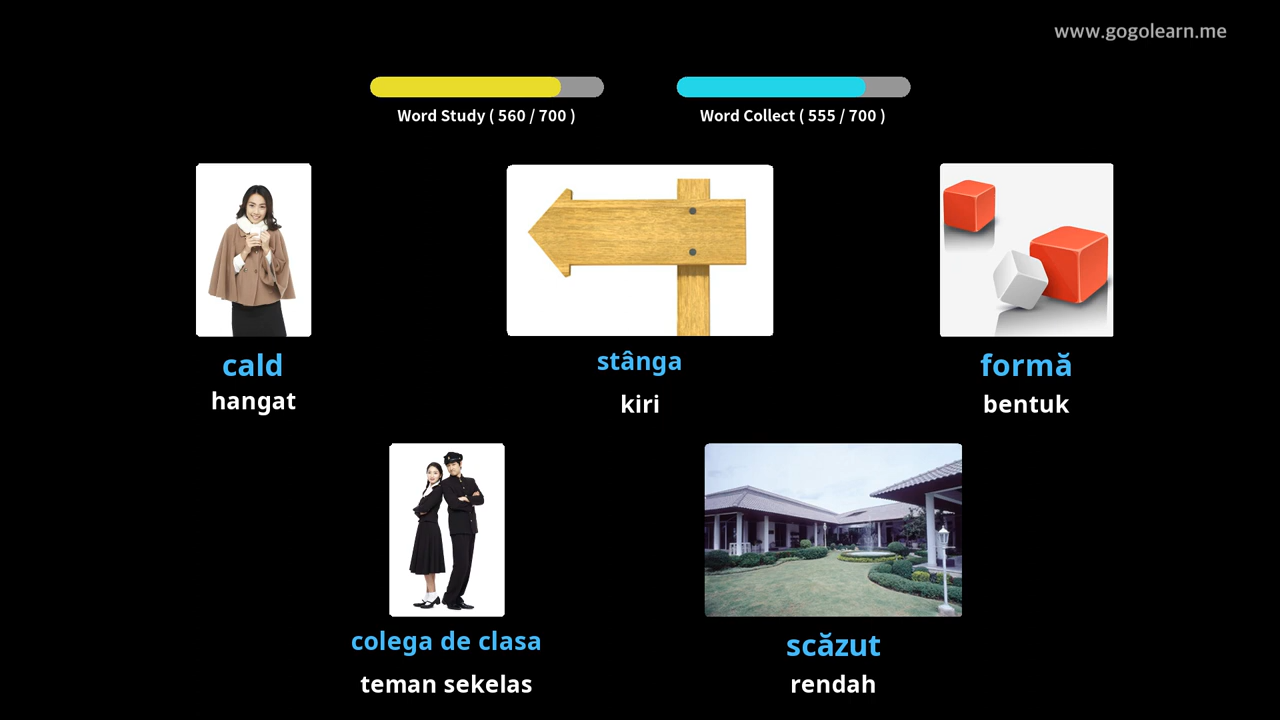 www.gogolearn.me
Word Study ( 560 / 700 )
Word Collect ( 555 / 700 )
cald
hangat
stânga
kiri
formă
bentuk
colega de clasa
teman sekelas
scăzut
rendah